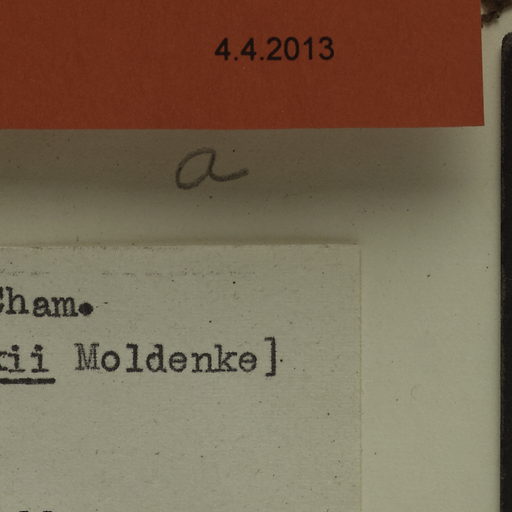 4.4.2013
a
Cham.
kii Moldenke]